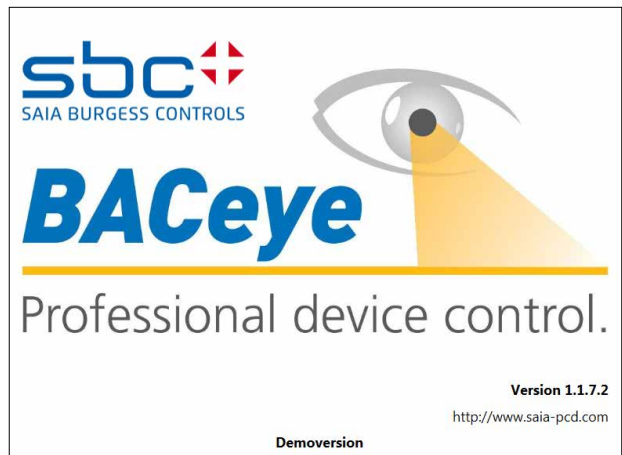 sbc
SAIA BURGESS CONTROLS
BACeye
Professional device control.
Version 1.1.7.2
http://www.saia-pcd.com
Demoversion